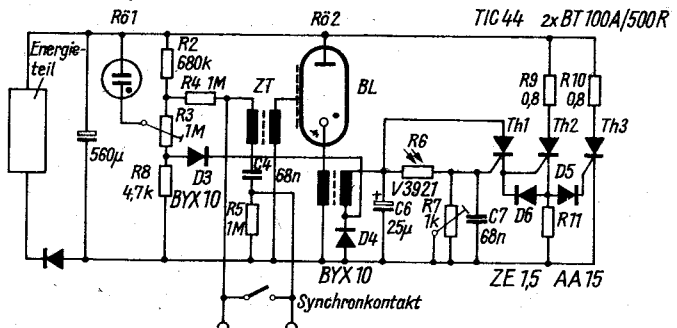 Rö1
Rö2
TIC 44 2x BT 100A/500R
Energie-
teil
R2
680k
R4 1M
ZT
BL
R9
0,8
R10
0,8
R3
1M
Th1
Th2
Th3
R6
560µ
R8
4,7k
D3
BYX10
C4
68n
V3921
D5
D6
R5
1M
D4
C6
25µ
R7
1k
C7
68n
R11
BYX 10
ZE 1,5 AA 15
Synchronkontakt